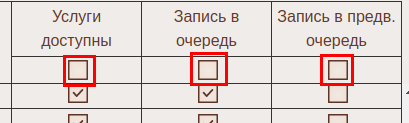 Услуги доступны
Запись в очередь
Запись в предв. очередь